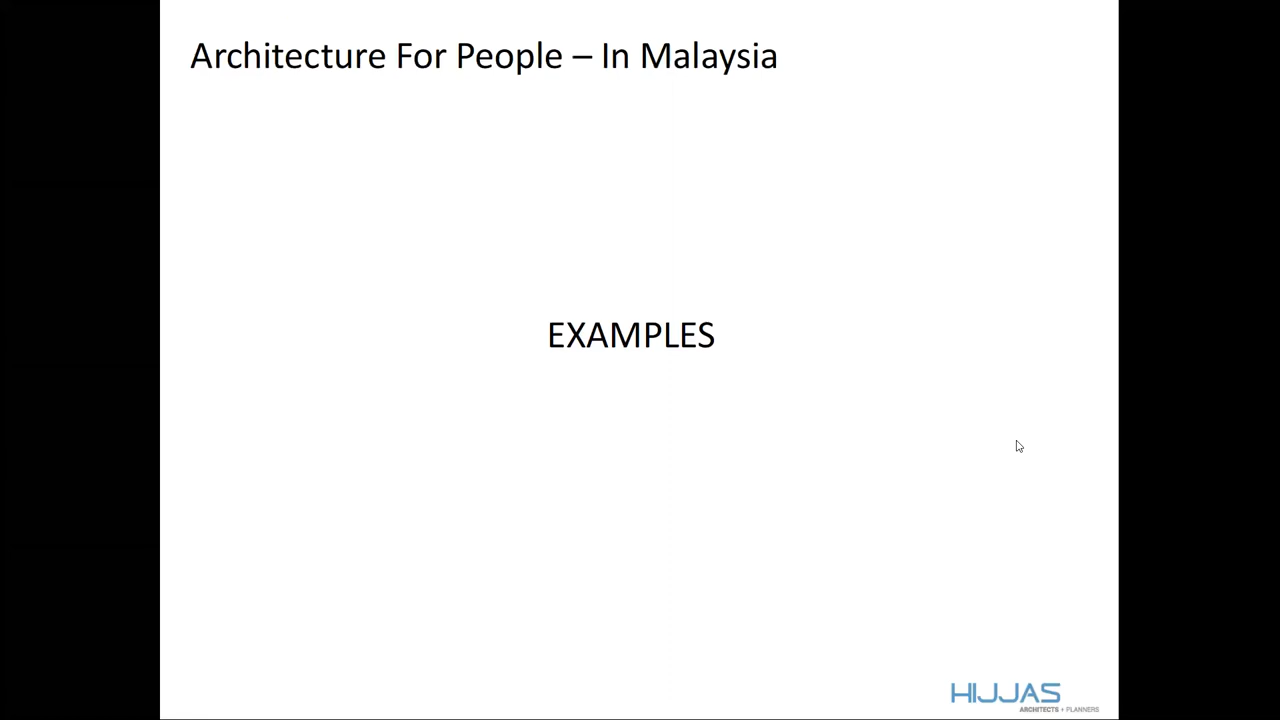 Architecture For People – In Malaysia
EXAMPLES
HIJJAS
ARCHITECTS + PLANNERS